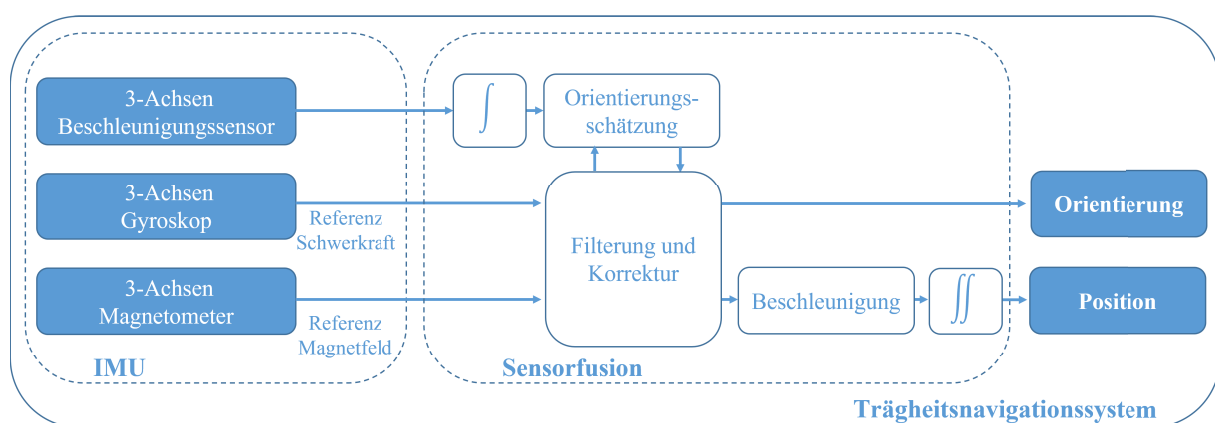 3-Achsen
Beschleunigungssensor
∫
Orientierungs-
schätzung
3-Achsen
Gyroskop
Referenz
Schwerkraft
Filterung und
Korrektur
Orientierung
3-Achsen
Magnetometer
Referenz
Magnetfeld
Beschleunigung
∬
Position
IMU
Sensorfusion
Trägheitsnavigationssystem